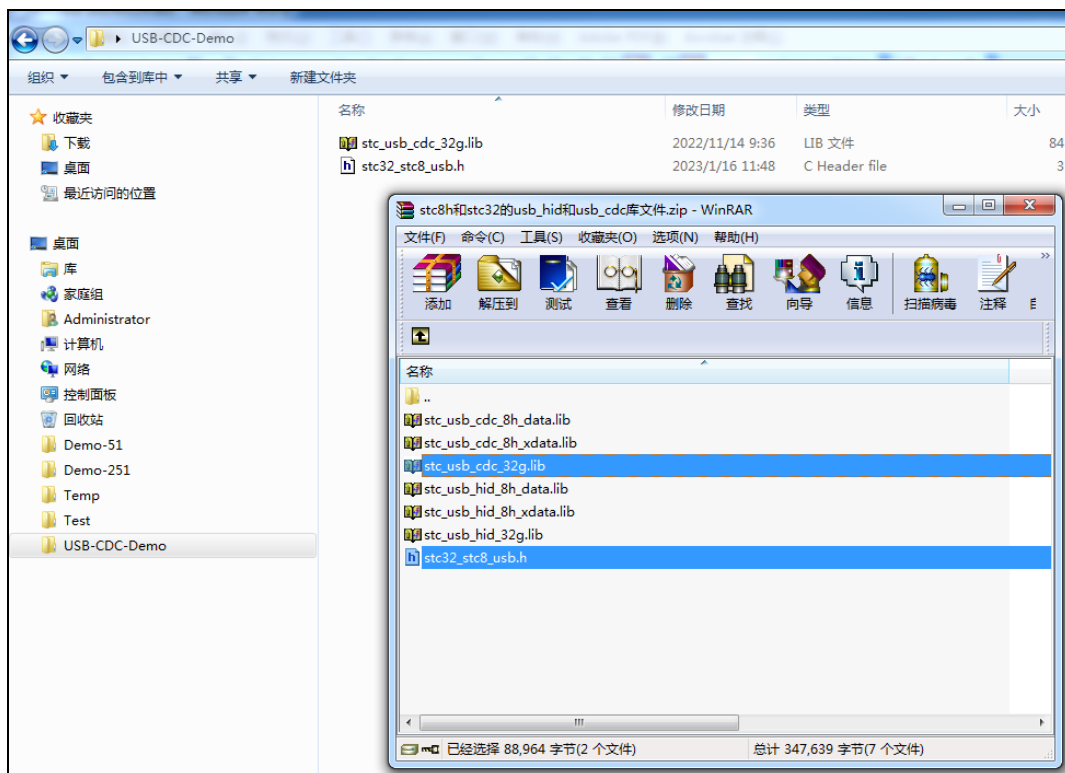 USB-CDC-Demo
组织 包含到库中 共享 新建文件夹
收藏夹
下载
桌面
最近访问的位置
桌面
库
家庭组
Administrator
计算机
网络
控制面板
回收站
Demo-51
Demo-251
Temp
Test
USB-CDC-Demo
名称 修改日期 类型 大小
stc_usb_cdc_32g.lib 2022/11/14 9:36 LIB 文件 84
stc32_stc8_usb.h 2023/1/16 11:48 C Header file 3
stc8h和stc32的usb_hid和usb_cdc库文件.zip - WinRAR
文件(F) 命令(C) 工具(S) 收藏夹(O) 选项(N) 帮助(H)
添加 解压到 测试 查看 删除 查找 向导 信息 扫描病毒 注释
名称
..
stc_usb_cdc_8h_data.lib
stc_usb_cdc_8h_xdata.lib
stc_usb_cdc_32g.lib
stc_usb_hid_8h_data.lib
stc_usb_hid_8h_xdata.lib
stc_usb_hid_32g.lib
stc32_stc8_usb.h
已经选择 88,964 字节(2 个文件) 总计 347,639 字节(7 个文件)